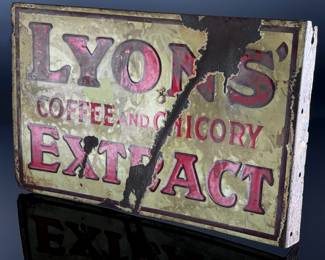 LYONS'
COFFEE AND CHICORY
EXTRACT